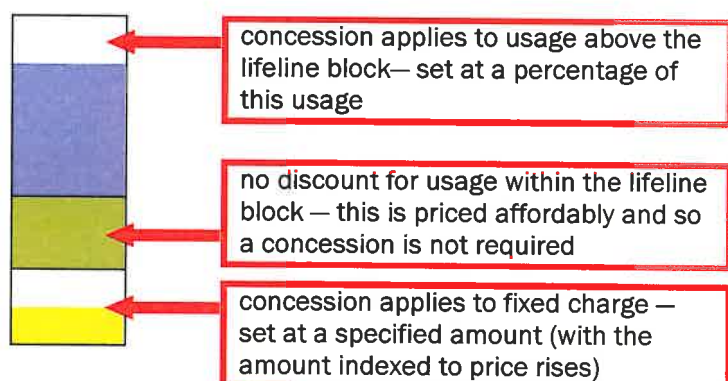 concession applies to usage above the
lifeline block— set at a percentage of
this usage
no discount for usage within the lifeline
block — this is priced affordably and so
a concession is not required
concession applies to fixed charge —
set at a specified amount (with the
amount indexed to price rises)